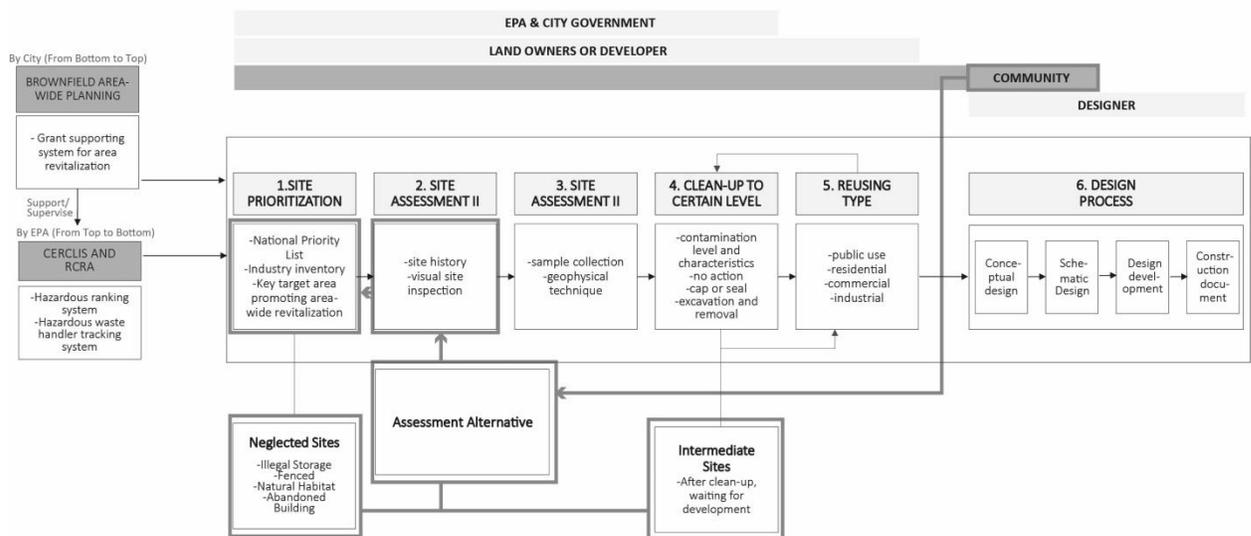 EPA & CITY GOVERNMENT
LAND OWNERS OR DEVELOPER
COMMUNITY
DESIGNER
By City (From Bottom to Top)
BROWNFIELD AREA-
WIDE PLANNING
- Grant supporting
system for area
revitalization
Support/
Supervise
By EPA (From Top to Bottom)
CERCLIS AND
RCRA
- Hazardous ranking
system
- Hazardous waste
handler tracking
system
1.SITE
PRIORITIZATION
-National Priority
List
-Industry inventory
-Key target area
promoting area-
wide revitalization
2. SITE
ASSESSMENT II
-site history
-visual site
inspection
3. SITE
ASSESSMENT II
-sample collection
-geophysical
technique
4. CLEAN-UP TO
CERTAIN LEVEL
-contamination
level and
characteristics
-no action
-cap or seal
-excavation and
removal
5. REUSING
TYPE
-public use
-residential
-commercial
-industrial
6. DESIGN
PROCESS
Conce
ptual
design
Sche
matic
Design
Design
devel-
opment
Constr
uction
docu
ment
Neglected Sites
-Illegal Storage
-Fenced
-Natural Habitat
-Abandoned
Building
Assessment Alternative
Intermediate
Sites
-After clean-up,
waiting for
development